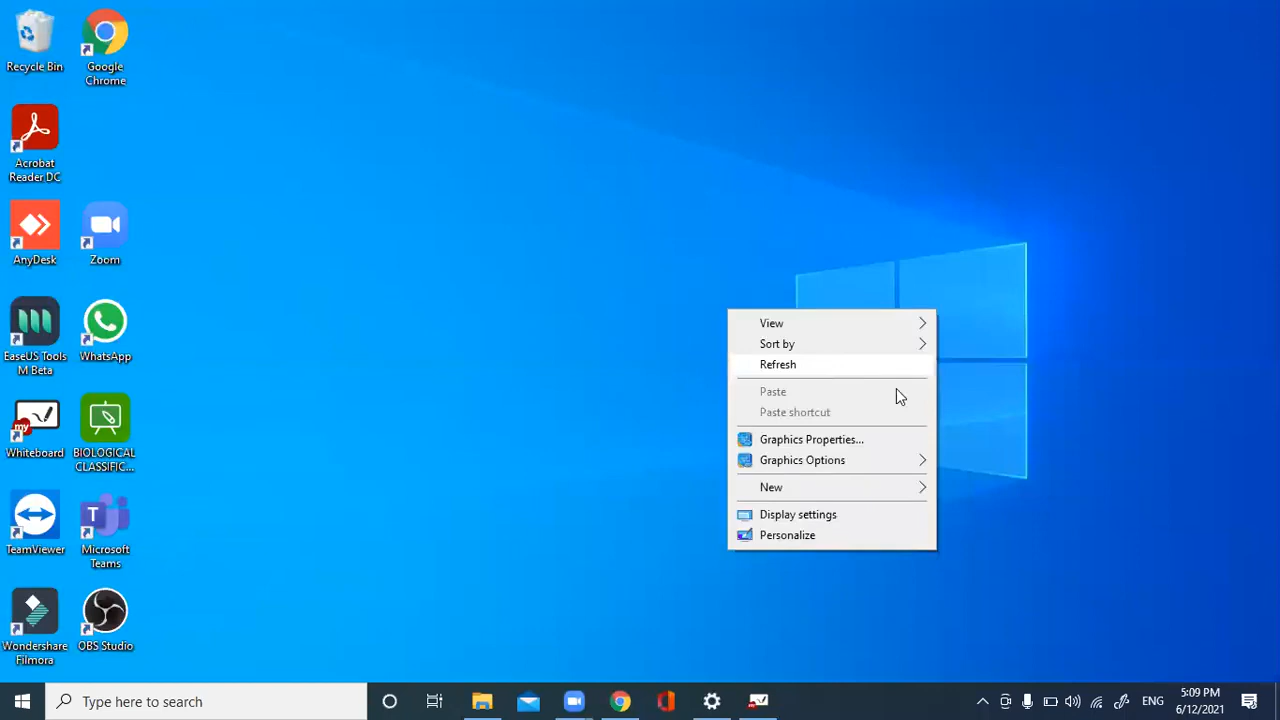 Recycle Bin
Google
Chrome
Acrobat
Reader DC
AnyDesk
Zoom
EaseUS Tools
M Beta
WhatsApp
my
Whiteboard
BIOLOGICAL
CLASSIFIC...
TeamViewer
Microsoft
Teams
Wondershare
Filmora
OBS Studio
View
Sort by
Refresh
Paste
Paste shortcut
Graphics Properties...
Graphics Options
New
Display settings
Personalize
Type here to search
ENG
5:09 PM
6/12/2021